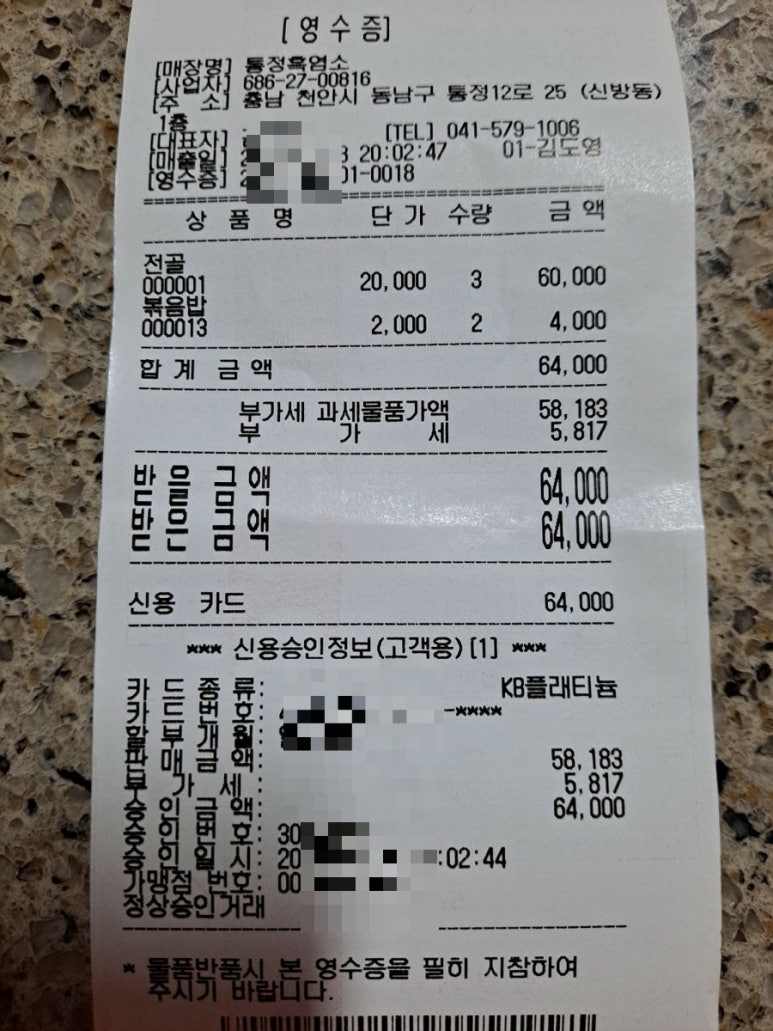 [ 영 수 증]
[매장명] 통정흑염소
[사업자] 686-27-00816
[주 소] 충남 천안시 동남구 통정12로 25 (신방동)
1층
[대표자] [TEL] 041-579-1006
[매출일] 20:02:47 01-김도영
[영수증] 01-0018
상 품 명 단 가 수량 금 액
전골
000001 20,000 3 60,000
볶음밥
000013 2,000 2 4,000
합 계 금 액 64,000
부가세 과세물품가액 58,183
부 가 세 5,817
받 을 금 액 64,000
받 은 금 액 64,000
신용 카드 64,000
*** 신용승인정보(고객용)[1] ***
카 드 종 류: KB플래티늄
카 드 번 호: -****
할 부 개 월:
판 매 금 액: 58,183
부 가 세 : 5,817
승 인 금 액: 64,000
승 인 번 호: 30
승 인 일 시: 20 :02:44
가맹점 번호: 00
정상승인거래
* 물품반품시 본 영수증을 필히 지참하여
주시기 바랍니다.